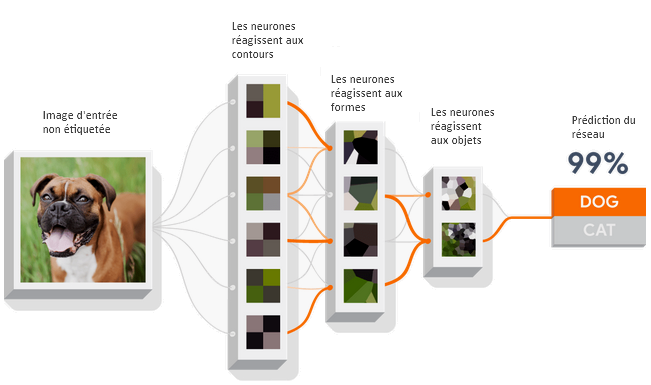 Les neurones
réagissent aux
contours
Les neurones
réagissent aux
formes
Les neurones
réagissent
aux objets
Image d'entrée
non étiquetée
Prédiction du
réseau
99%
DOG
CAT